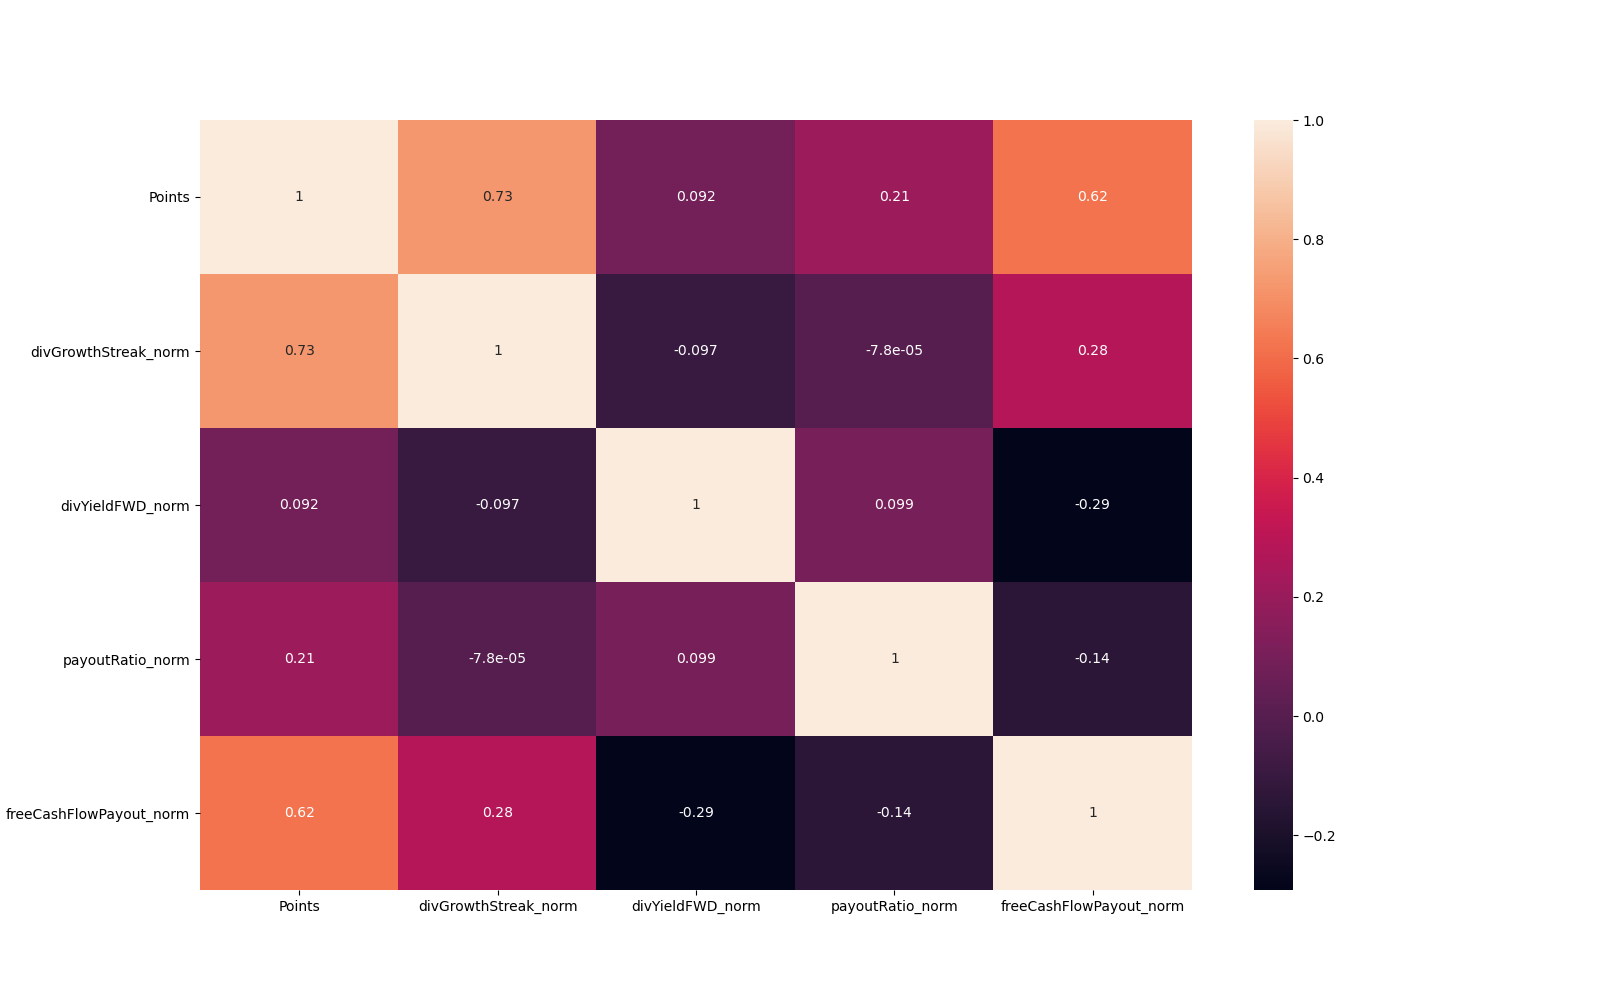 1.0
Points 1 0.73 0.092 0.21 0.62
0.8
divGrowthStreak_norm 0.73 1 -0.097 -7.8e-05 0.28
0.6
divYieldFWD_norm 0.092 -0.097 1 0.099 -0.29
0.4
0.2
payoutRatio_norm 0.21 -7.8e-05 0.099 1 -0.14
0.0
freeCashFlowPayout_norm 0.62 0.28 -0.29 -0.14 1
−0.2
Points divGrowthStreak_norm divYieldFWD_norm payoutRatio_norm freeCashFlowPayout_norm